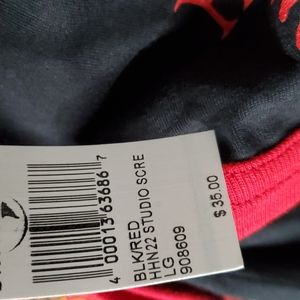 4 00013 63686 7
BLK/RED
HHN22 STUDIO SCRE
LG
908609
$ 35.00